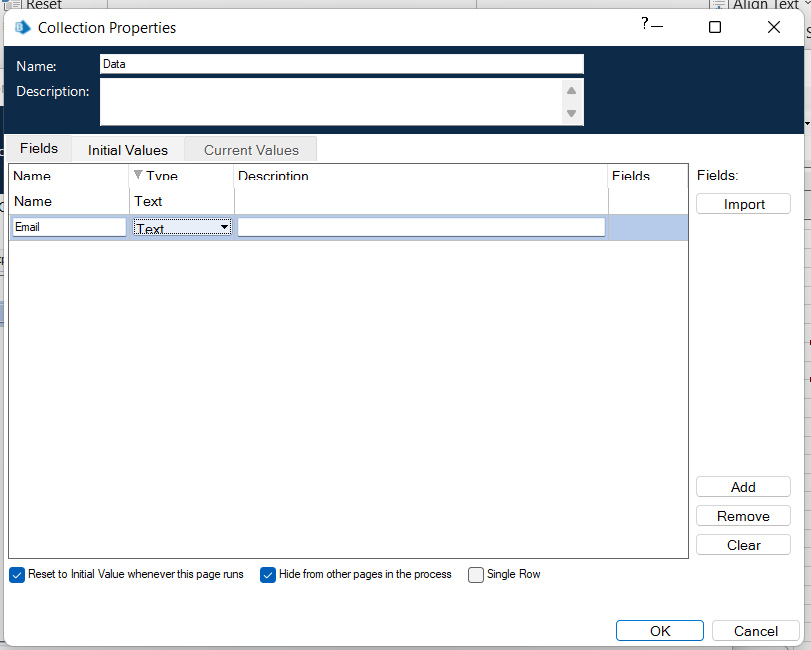 Reset
Align Text
Collection Properties
?
Name:
Data
Description:
Fields
Initial Values
Current Values
Name
Type
Description
Fields
Fields:
Name
Text
Import
Email
Text
Add
Remove
Clear
Reset to Initial Value whenever this page runs
Hide from other pages in the process
Single Row
OK
Cancel